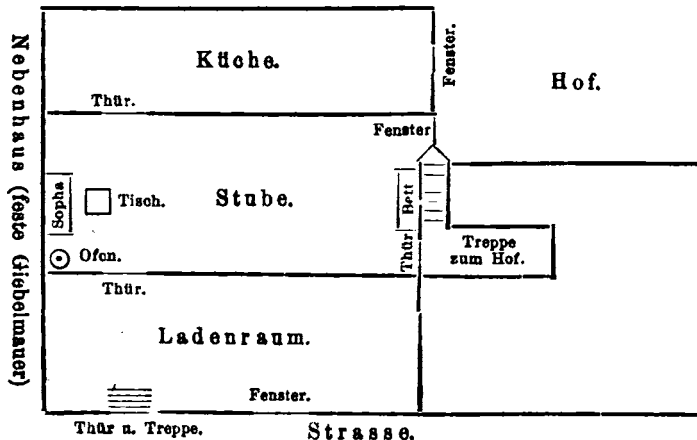 Nebenhaus (feste Giebelmauer)
Küche.
Fenster.
Hof.
Thür.
Fenster
Sopha
Tisch.
Stube.
Bett
Ofen.
Thür
Treppe
zum Hof.
Thür.
Ladenraum.
Fenster.
Thür u. Treppe.
Strasse.